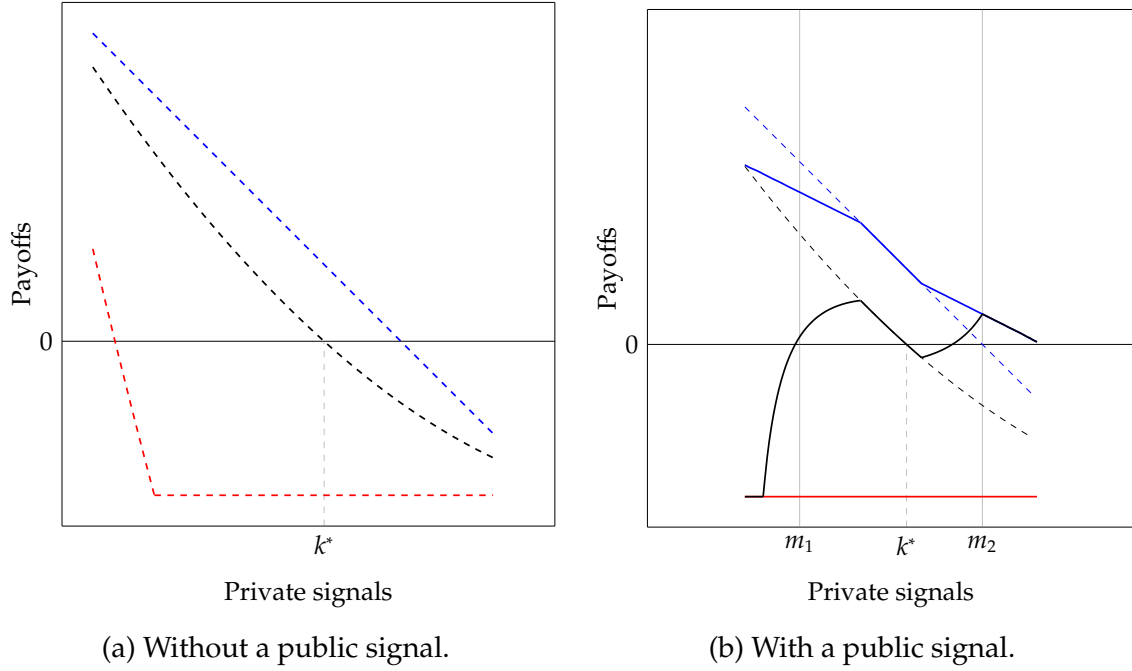 Payoffs
0
k*
Private signals
(a) Without a public signal.
Payoffs
0
m₁
k*
m₂
Private signals
(b) With a public signal.